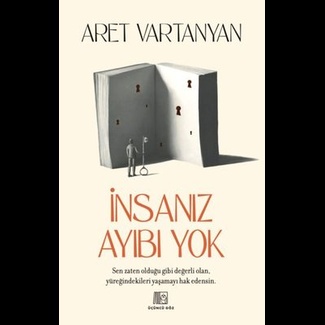 ARET VARTANYAN
İNSANIZ
AYIBI YOK
Sen zaten olduğu gibi değerli olan,
yüreğindekileri yaşamayı hak edensin.
ÜÇÜNCÜ GÖZ